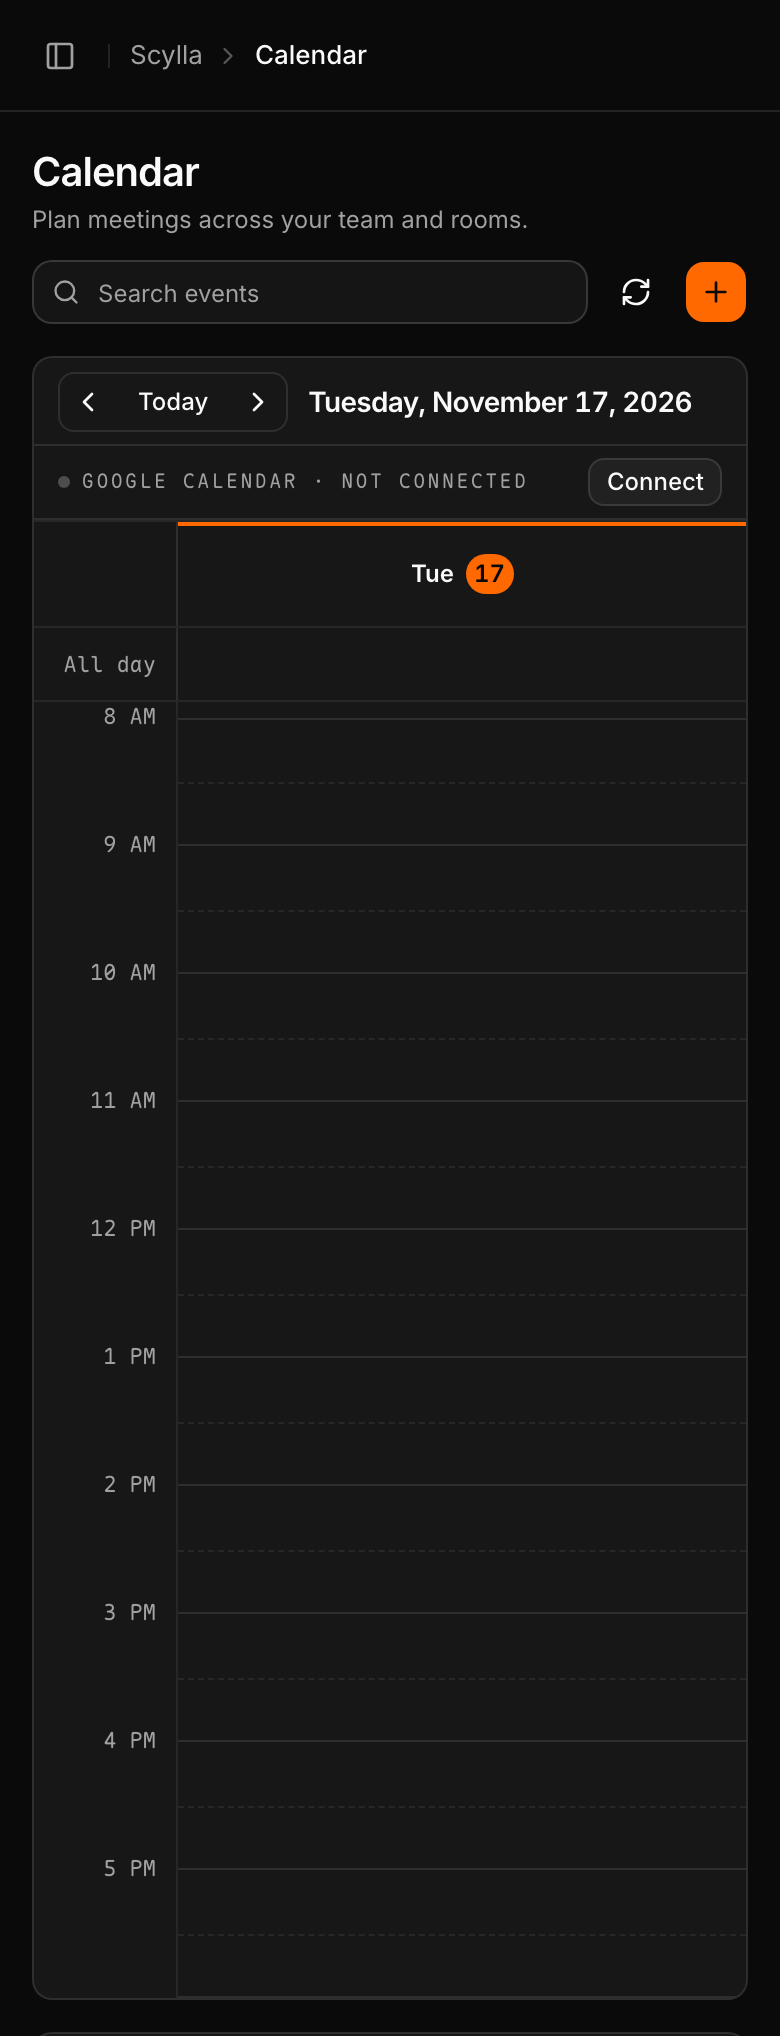 Scylla > Calendar
Calendar
Plan meetings across your team and rooms.
Search events
Today Tuesday, November 17, 2026
GOOGLE CALENDAR · NOT CONNECTED Connect
Tue 17
All day
8 AM
9 AM
10 AM
11 AM
12 PM
1 PM
2 PM
3 PM
4 PM
5 PM